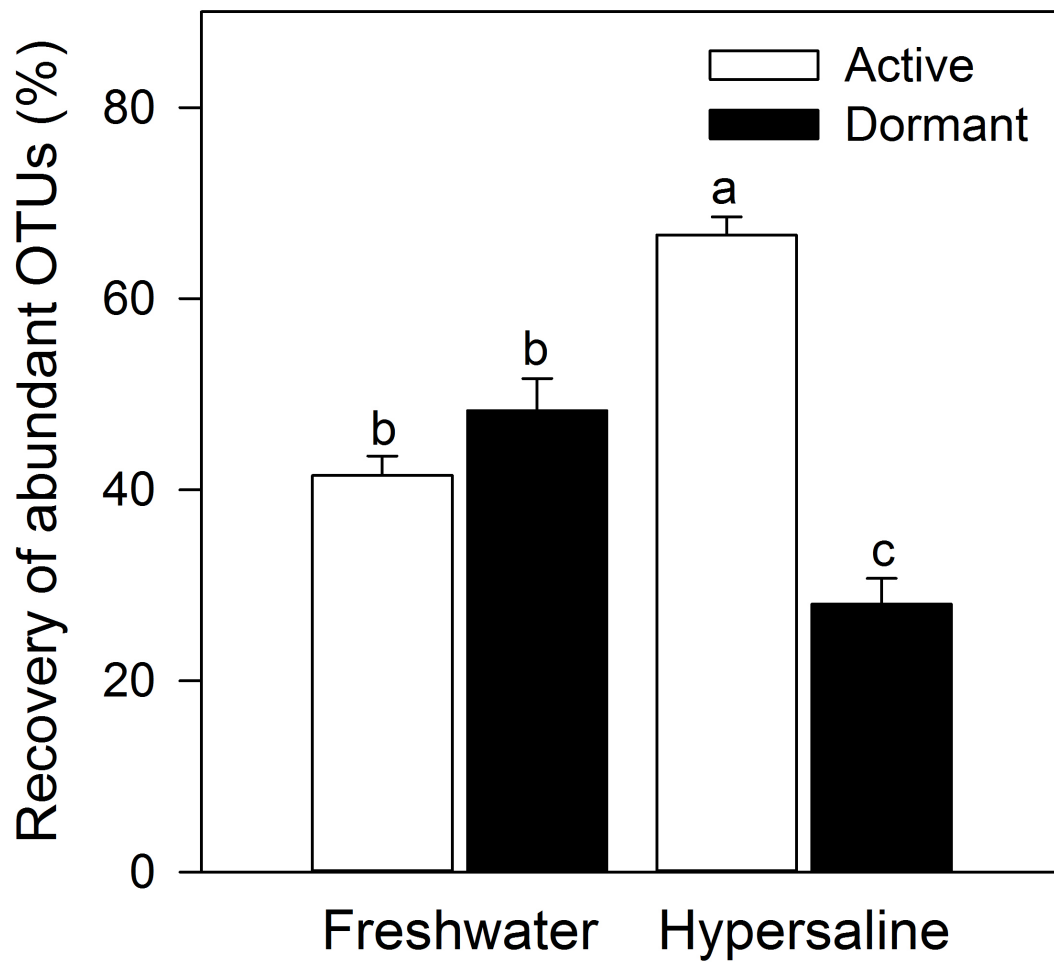 Recovery of abundant OTUs (%)
80
60
40
20
0
Active
Dormant
b
b
a
c
Freshwater
Hypersaline